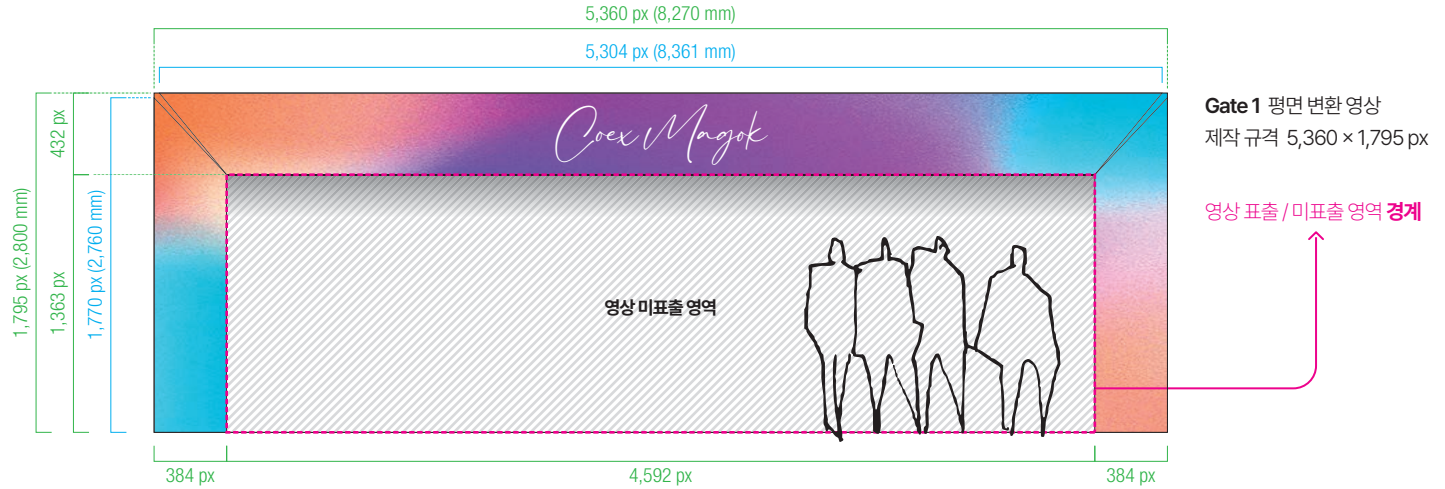 5,360 px (8,270 mm)
5,304 px (8,361 mm)
Coex Magok
432 px
1,795 px (2,800 mm)
1,363 px
1,770 px (2,760 mm)
영상 미표출 영역
384 px
4,592 px
384 px
Gate 1 평면 변환 영상
제작 규격 5,360 × 1,795 px
영상 표출 / 미표출 영역 경계